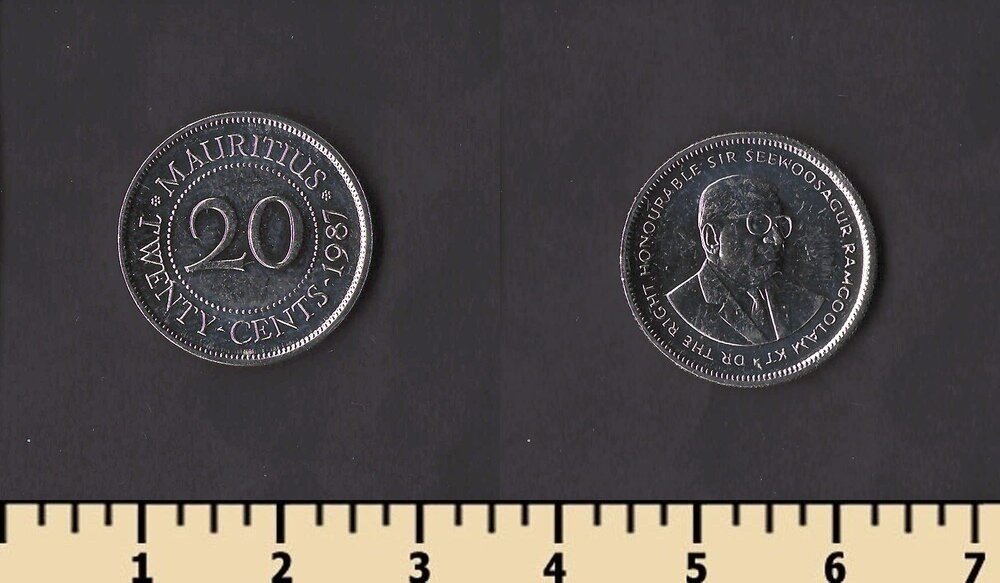 MAURITIUS
20
TWENTY CENTS 1987
DR THE RIGHT HONOURABLE SIR SEEWOOSAGUR RAMGOOLAM KT
1 2 3 4 5 6 7